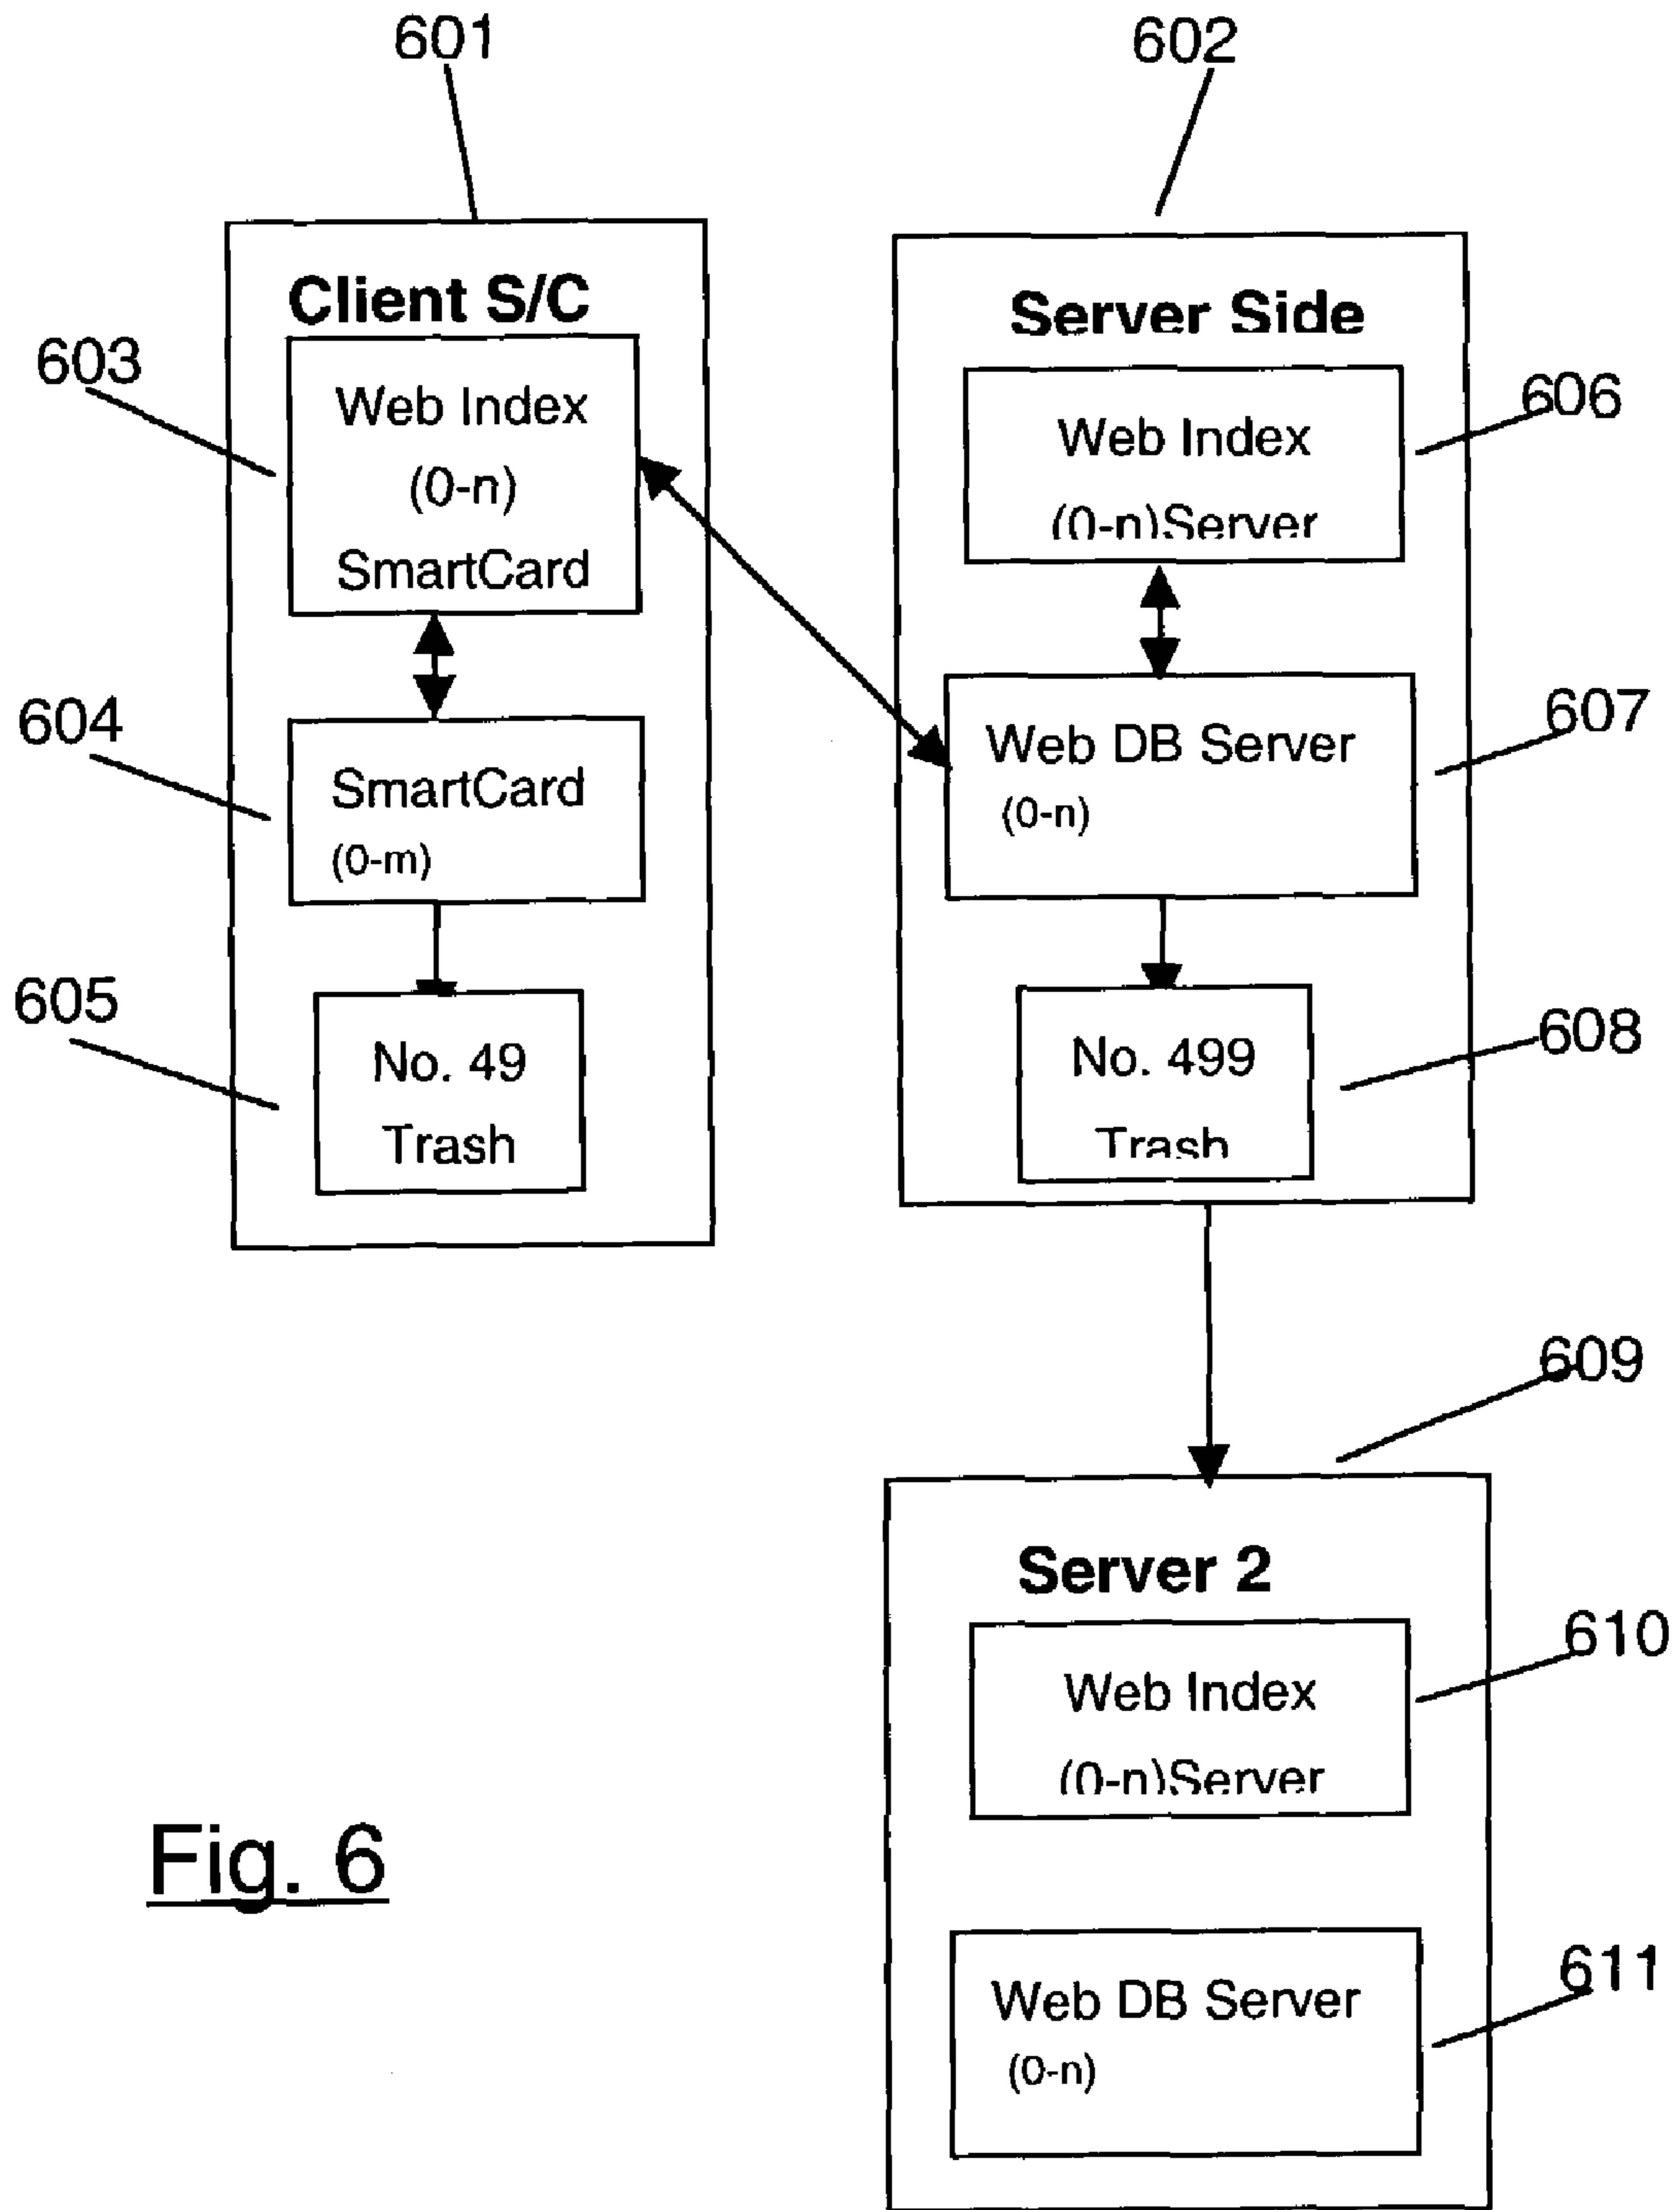 601
602
Client S/C
603
Web Index
(0-n)
SmartCard
604
SmartCard
(0-m)
605
No. 49
Trash
Server Side
606
Web Index
(0-n)Server
607
Web DB Server
(0-n)
608
No. 499
Trash
609
Server 2
610
Web Index
(0-n)Server
611
Web DB Server
(0-n)
Fig. 6